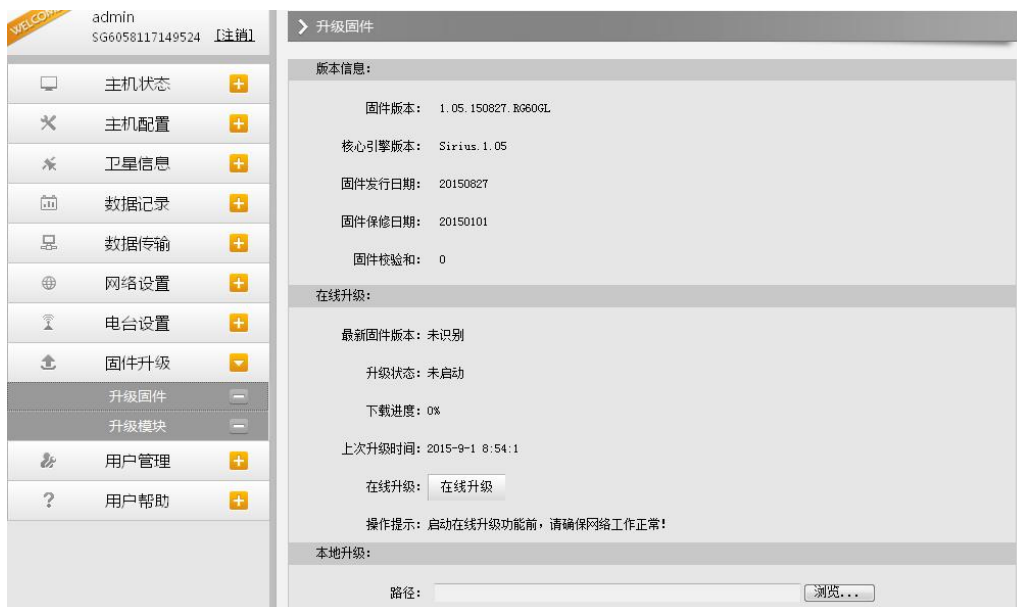 WELCOME
admin
SG6058117149524 [注销]
主机状态
主机配置
卫星信息
数据记录
数据传输
网络设置
电台设置
固件升级
升级固件
升级模块
用户管理
用户帮助
升级固件
版本信息：
固件版本： 1.05.150827.RG60GL
核心引擎版本： Sirius.1.05
固件发行日期： 20150827
固件保修日期： 20150101
固件校验和： 0
在线升级：
最新固件版本：未识别
升级状态：未启动
下载进度：0%
上次升级时间：2015-9-1 8:54:1
在线升级： 在线升级
操作提示：启动在线升级功能前，请确保网络工作正常！
本地升级：
路径： 浏览...